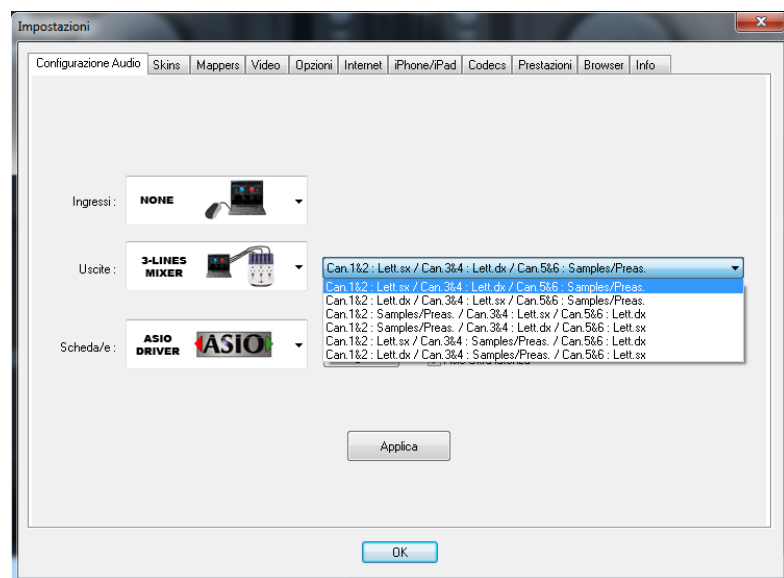 Impostazioni
Configurazione Audio Skins Mappers Video Opzioni Internet iPhone/iPad Codecs Prestazioni Browser Info
Ingressi : NONE
Uscite : 3-LINES MIXER Can.1&2 : Lett.sx / Can.3&4 : Lett.dx / Can.5&6 : Samples/Preas.
Can.1&2 : Lett.sx / Can.3&4 : Lett.dx / Can.5&6 : Samples/Preas.
Can.1&2 : Lett.dx / Can.3&4 : Lett.sx / Can.5&6 : Samples/Preas.
Can.1&2 : Samples/Preas. / Can.3&4 : Lett.sx / Can.5&6 : Lett.dx
Can.1&2 : Samples/Preas. / Can.3&4 : Lett.dx / Can.5&6 : Lett.sx
Can.1&2 : Lett.sx / Can.3&4 : Samples/Preas. / Can.5&6 : Lett.dx
Can.1&2 : Lett.dx / Can.3&4 : Samples/Preas. / Can.5&6 : Lett.sx
Scheda/e : ASIO DRIVER ASIO
Applica
OK